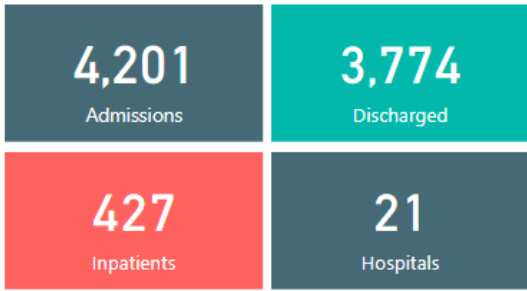 4,201
Admissions
3,774
Discharged
427
Inpatients
21
Hospitals